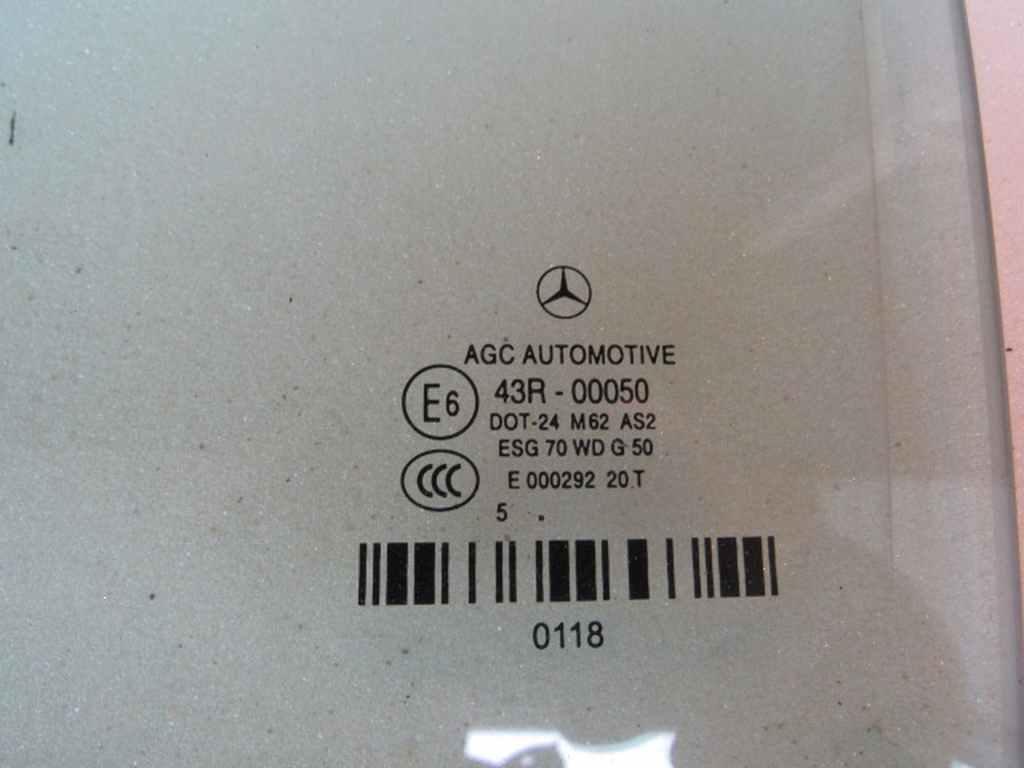 AGC AUTOMOTIVE
E6 43R - 00050
DOT-24 M62 AS2
ESG 70 WD G 50
CCC E 000292 20 T
5 .
0118